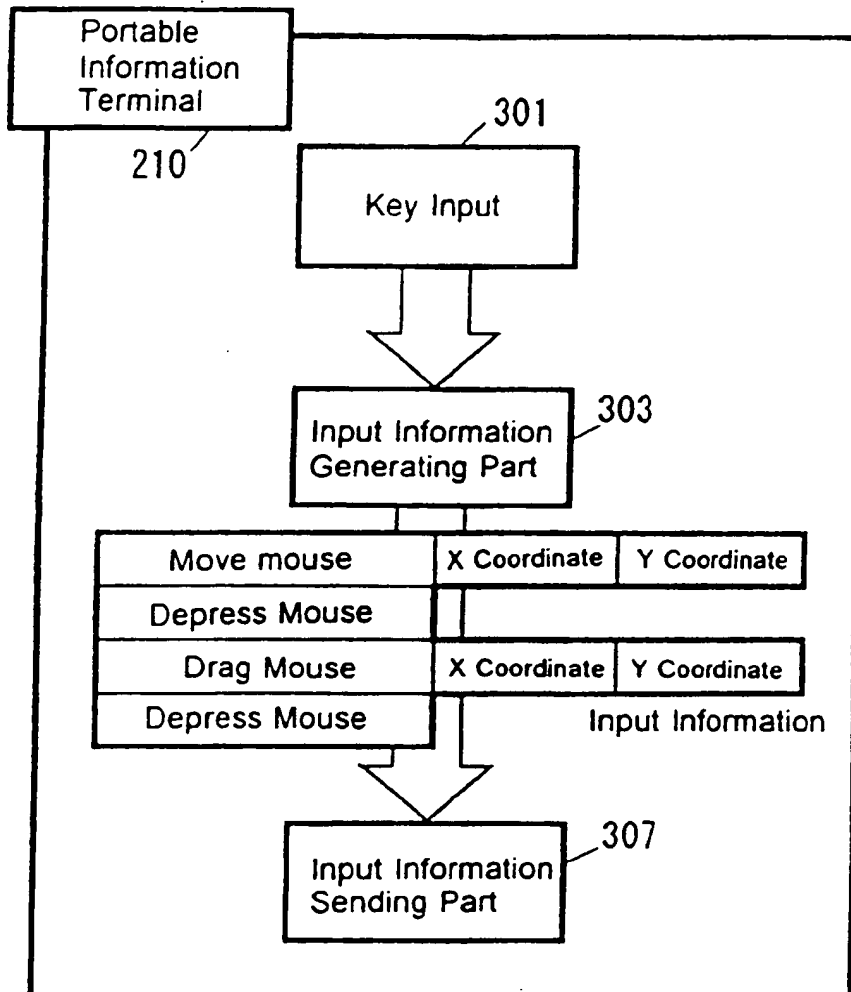 Portable
Information
Terminal
210
301
Key Input
303
Input Information
Generating Part
Move mouse X Coordinate Y Coordinate
Depress Mouse
Drag Mouse X Coordinate Y Coordinate
Depress Mouse
Input Information
307
Input Information
Sending Part